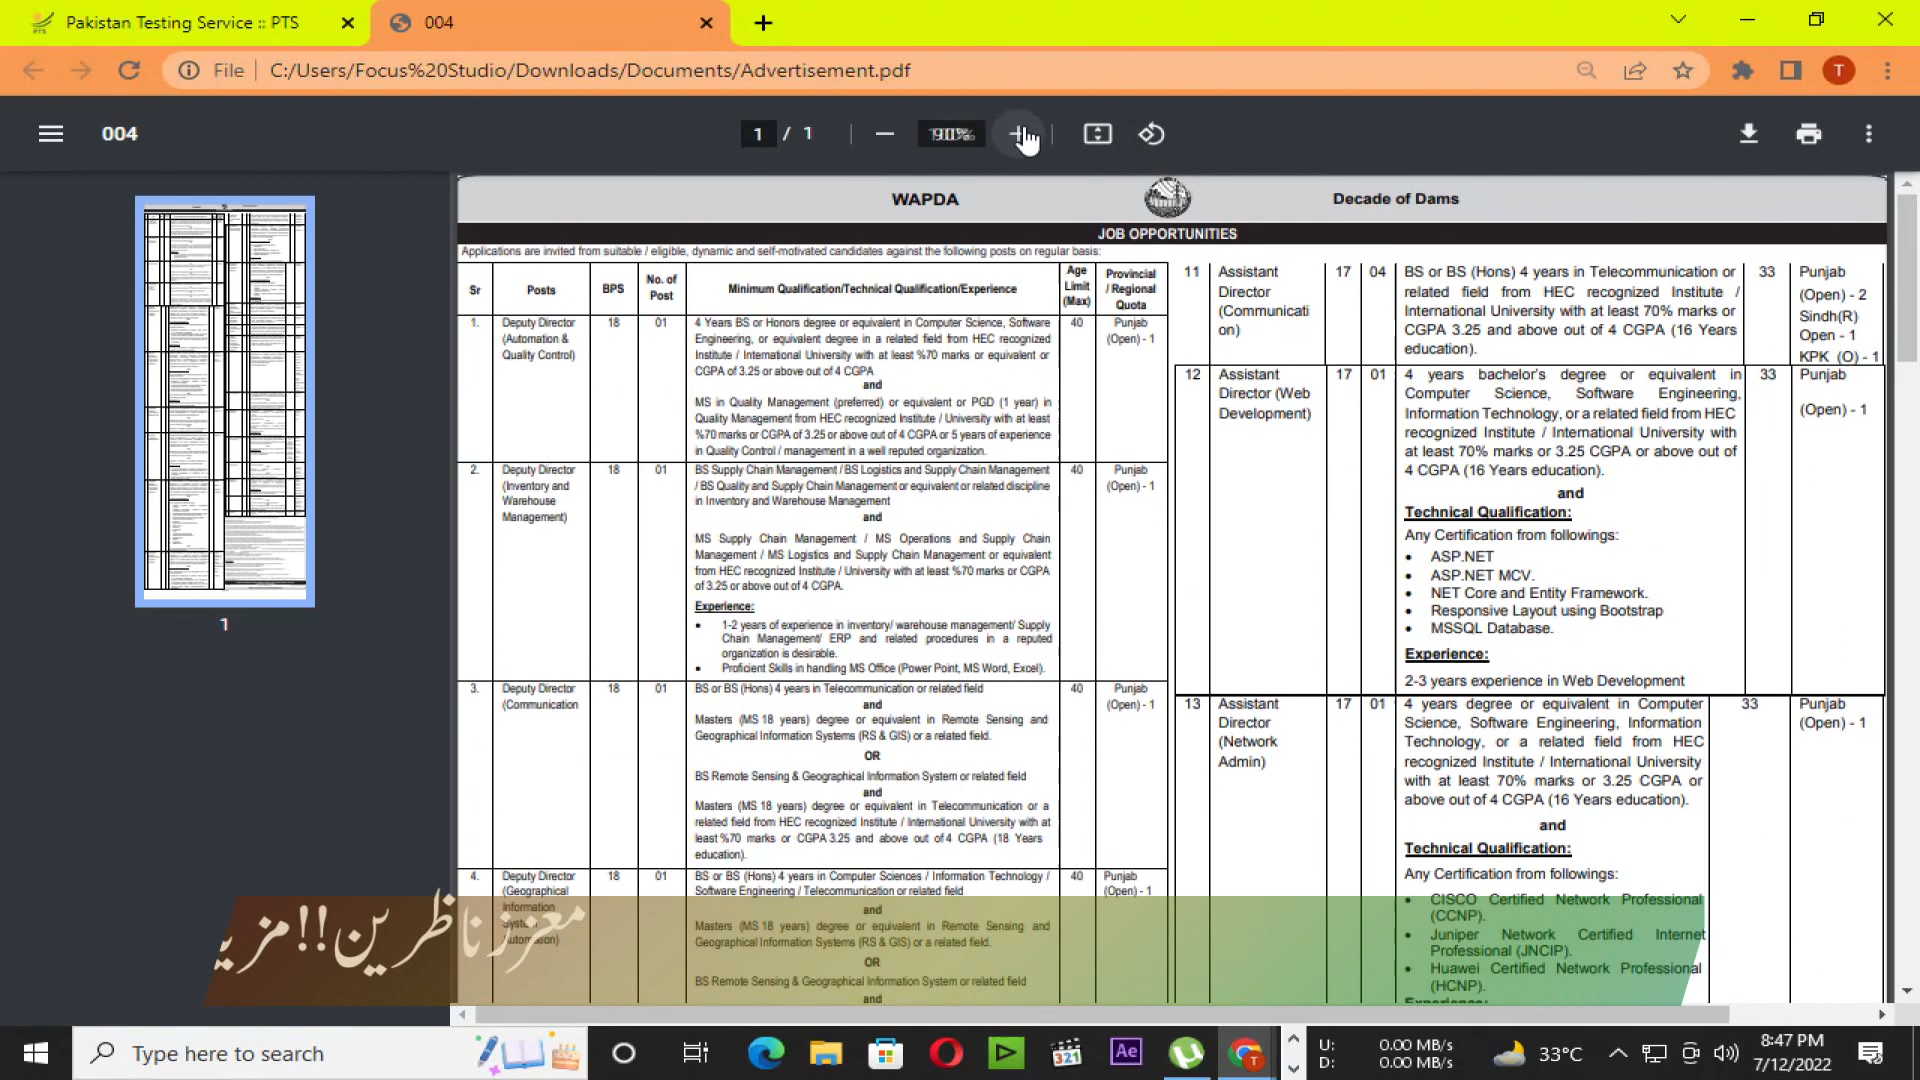 Pakistan Testing Service :: PTS
004
File
C:/Users/Focus%20Studio/Downloads/Documents/Advertisement.pdf
T
004
1 / 1
1
WAPDA
Decade of Dams
JOB OPPORTUNITIES
Applications are invited from suitable / eligible, dynamic and self-motivated candidates against the following posts on regular basis:
Sr Posts BPS No. of Post Minimum Qualification/Technical Qualification/Experience Age Limit (Max) Provincial / Regional Quota
1. Deputy Director (Automation & Quality Control) 18 01 40 Punjab (Open) - 1
4 Years BS or Honors degree or equivalent in Computer Science, Software
Engineering, or equivalent degree in a related field from HEC recognized
Institute / International University with at least %70 marks or equivalent or
CGPA of 3.25 or above out of 4 CGPA
and
MS in Quality Management (preferred) or equivalent or PGD (1 year) in
Quality Management from HEC recognized Institute / University with at least
%70 marks or CGPA of 3.25 or above out of 4 CGPA or 5 years of experience
in Quality Control / management in a well reputed organization.
2. Deputy Director (Inventory and Warehouse Management) 18 01 40 Punjab (Open) - 1
BS Supply Chain Management / BS Logistics and Supply Chain Management
/ BS Quality and Supply Chain Management or equivalent or related discipline
in Inventory and Warehouse Management
and
MS Supply Chain Management / MS Operations and Supply Chain
Management / MS Logistics and Supply Chain Management or equivalent
from HEC recognized Institute / University with at least %70 marks or CGPA
of 3.25 or above out of 4 CGPA.
Experience:
• 1-2 years of experience in inventory/ warehouse management/ Supply
Chain Management/ ERP and related procedures in a reputed
organization is desirable.
• Proficient Skills in handling MS Office (Power Point, MS Word, Excel).
3. Deputy Director (Communication 18 01 40 Punjab (Open) - 1
BS or BS (Hons) 4 years in Telecommunication or related field
and
Masters (MS 18 years) degree or equivalent in Remote Sensing and
Geographical Information Systems (RS & GIS) or a related field.
OR
BS Remote Sensing & Geographical Information System or related field
and
Masters (MS 18 years) degree or equivalent in Telecommunication or a
related field from HEC recognized Institute / International University with at
least %70 marks or CGPA 3.25 and above out of 4 CGPA (18 Years
education).
4. Deputy Director (Geographical Information System Automation) 18 01 40 Punjab (Open) - 1
BS or BS (Hons) 4 years in Computer Sciences / Information Technology /
Software Engineering / Telecommunication or related field
and
Masters (MS 18 years) degree or equivalent in Remote Sensing and
Geographical Information Systems (RS & GIS) or a related field.
OR
BS Remote Sensing & Geographical Information System or related field
and
11 Assistant Director (Communicati on) 17 04 33 Punjab (Open) - 2 Sindh(R) Open - 1 KPK (O) - 1
BS or BS (Hons) 4 years in Telecommunication or
related field from HEC recognized Institute /
International University with at least 70% marks or
CGPA 3.25 and above out of 4 CGPA (16 Years
education).
12 Assistant Director (Web Development) 17 01 33 Punjab (Open) - 1
4 years bachelor's degree or equivalent in
Computer Science, Software Engineering,
Information Technology, or a related field from HEC
recognized Institute / International University with
at least 70% marks or 3.25 CGPA or above out of
4 CGPA (16 Years education).
and
Technical Qualification:
Any Certification from followings:
• ASP.NET
• ASP.NET MCV.
• NET Core and Entity Framework.
• Responsive Layout using Bootstrap
• MSSQL Database.
Experience:
2-3 years experience in Web Development
13 Assistant Director (Network Admin) 17 01 33 Punjab (Open) - 1
4 years degree or equivalent in Computer
Science, Software Engineering, Information
Technology, or a related field from HEC
recognized Institute / International University
with at least 70% marks or 3.25 CGPA or
above out of 4 CGPA (16 Years education).
and
Technical Qualification:
Any Certification from followings:
• CISCO Certified Network Professional
(CCNP).
• Juniper Network Certified Internet
Professional (JNCIP).
• Huawei Certified Network Professional
(HCNP).
Experience:
معزز ناظرین!! مزید
Type here to search
Ae
321
U: 0.00 MB/s
D: 0.00 MB/s
33°C
8:47 PM
7/12/2022